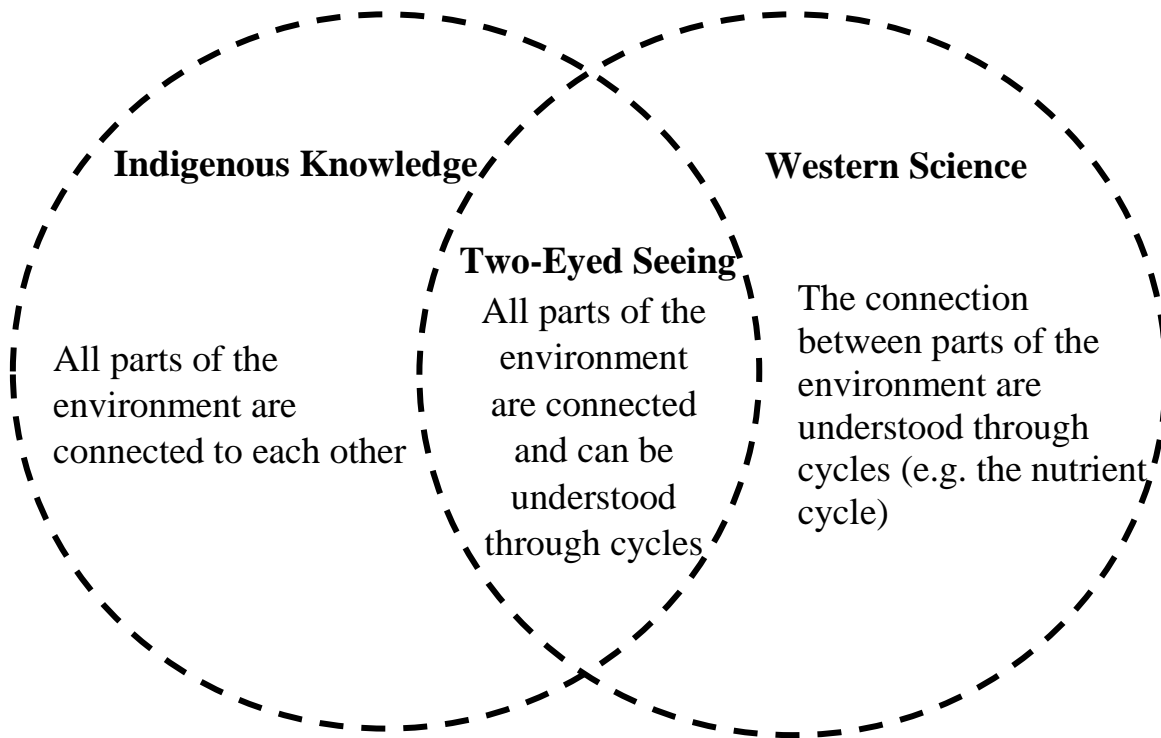 Indigenous Knowledge
All parts of the
environment are
connected to each other
Two-Eyed Seeing
All parts of the
environment
are connected
and can be
understood
through cycles
Western Science
The connection
between parts of the
environment are
understood through
cycles (e.g. the nutrient
cycle)